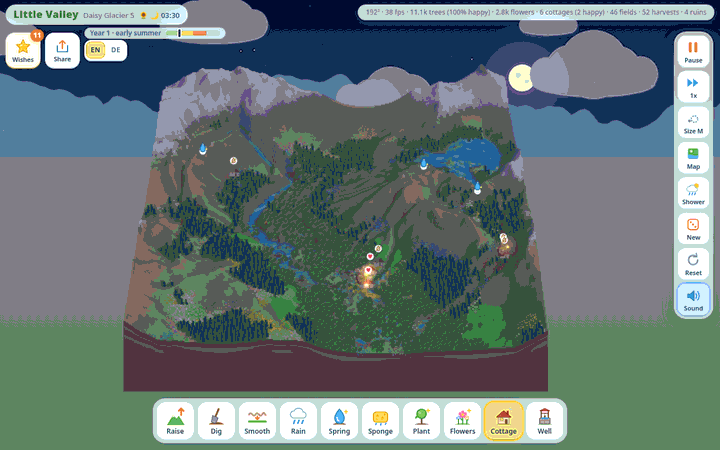 Little Valley Daisy Glacier 5 03:30
192² · 38 fps · 11.1k trees (100% happy) · 2.8k flowers · 6 cottages (2 happy) · 46 fields · 52 harvests · 4 ruins
Year 1 · early summer
11
Wishes
Share
EN
DE
Pause
1x
Size M
Map
Shower
New
Reset
Sound
Raise
Dig
Smooth
Rain
Spring
Sponge
Plant
Flowers
Cottage
Well